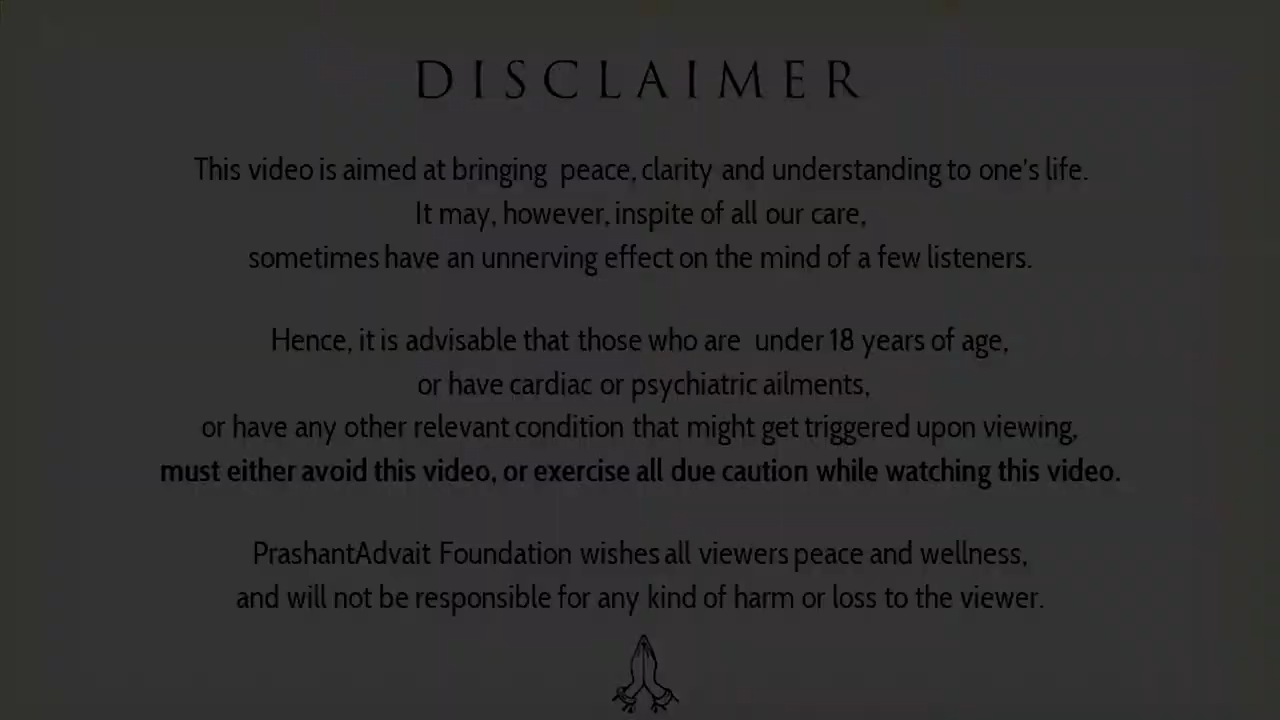 DISCLAIMER
This video is aimed at bringing peace, clarity and understanding to one's life.
It may, however, inspite of all our care,
sometimes have an unnerving effect on the mind of a few listeners.
Hence, it is advisable that those who are under 18 years of age,
or have cardiac or psychiatric ailments,
or have any other relevant condition that might get triggered upon viewing,
must either avoid this video, or exercise all due caution while watching this video.
PrashantAdvait Foundation wishes all viewers peace and wellness,
and will not be responsible for any kind of harm or loss to the viewer.